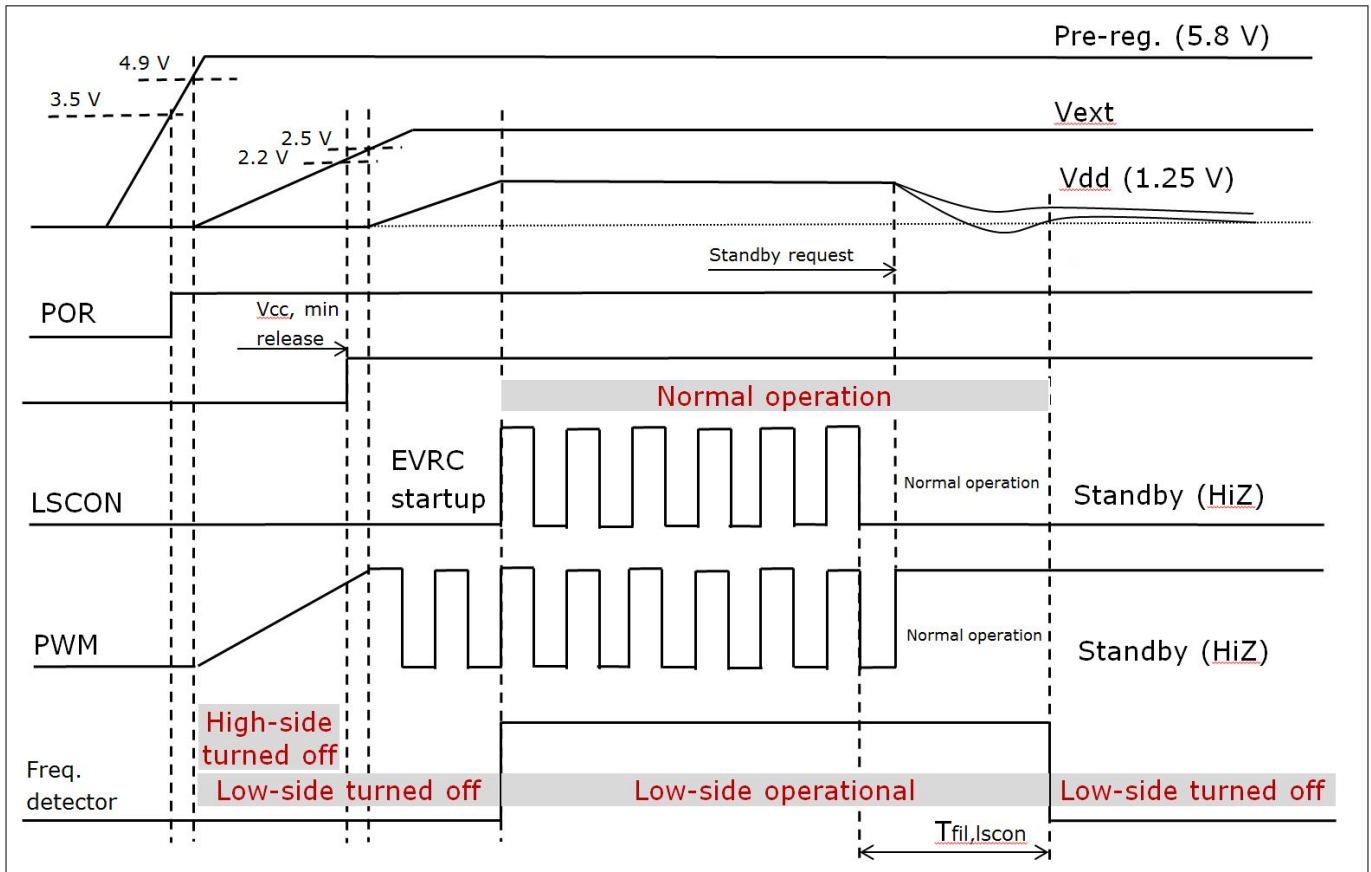 Pre-reg. (5.8 V)
4.9 V
3.5 V
Vext
2.5 V
2.2 V
Vdd (1.25 V)
Standby request
POR
Vcc, min
release
Normal operation
EVRC
startup
LSCON
Normal operation
Standby (HiZ)
PWM
Normal operation
Standby (HiZ)
High-side
turned off
Freq.
detector
Low-side turned off
Low-side operational
Low-side turned off
Tfil,lscon